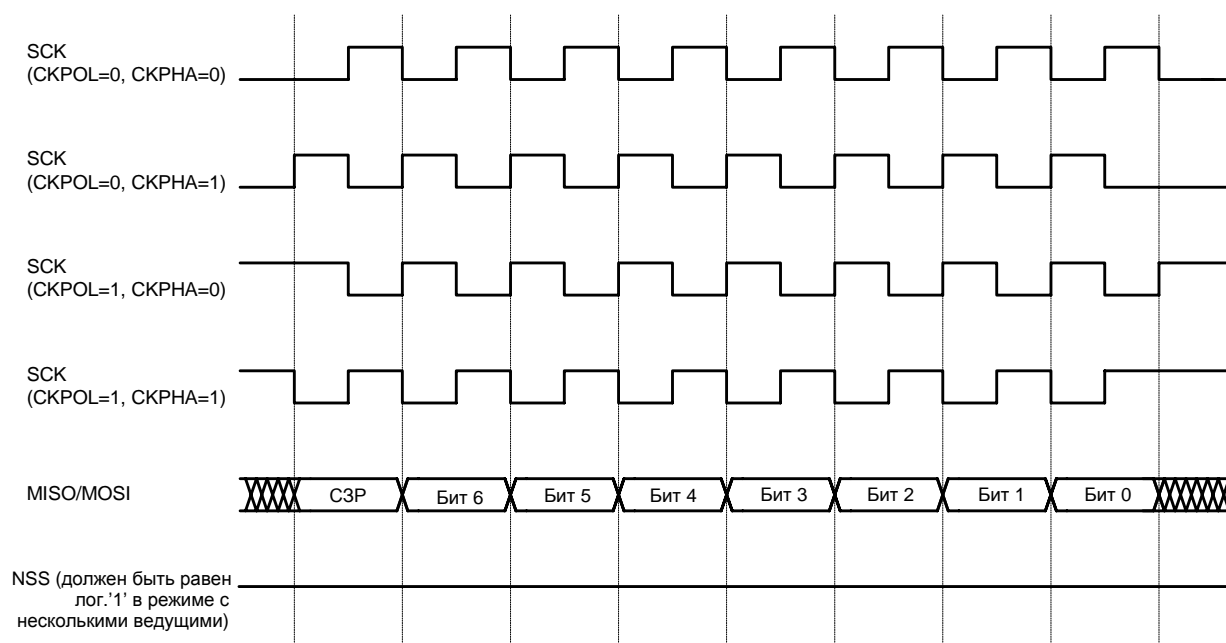 SCK
(CKPOL=0, CKPHA=0)
SCK
(CKPOL=0, CKPHA=1)
SCK
(CKPOL=1, CKPHA=0)
SCK
(CKPOL=1, CKPHA=1)
MISO/MOSI
СЗР Бит 6 Бит 5 Бит 4 Бит 3 Бит 2 Бит 1 Бит 0
NSS (должен быть равен
лог.'1' в режиме с
несколькими ведущими)